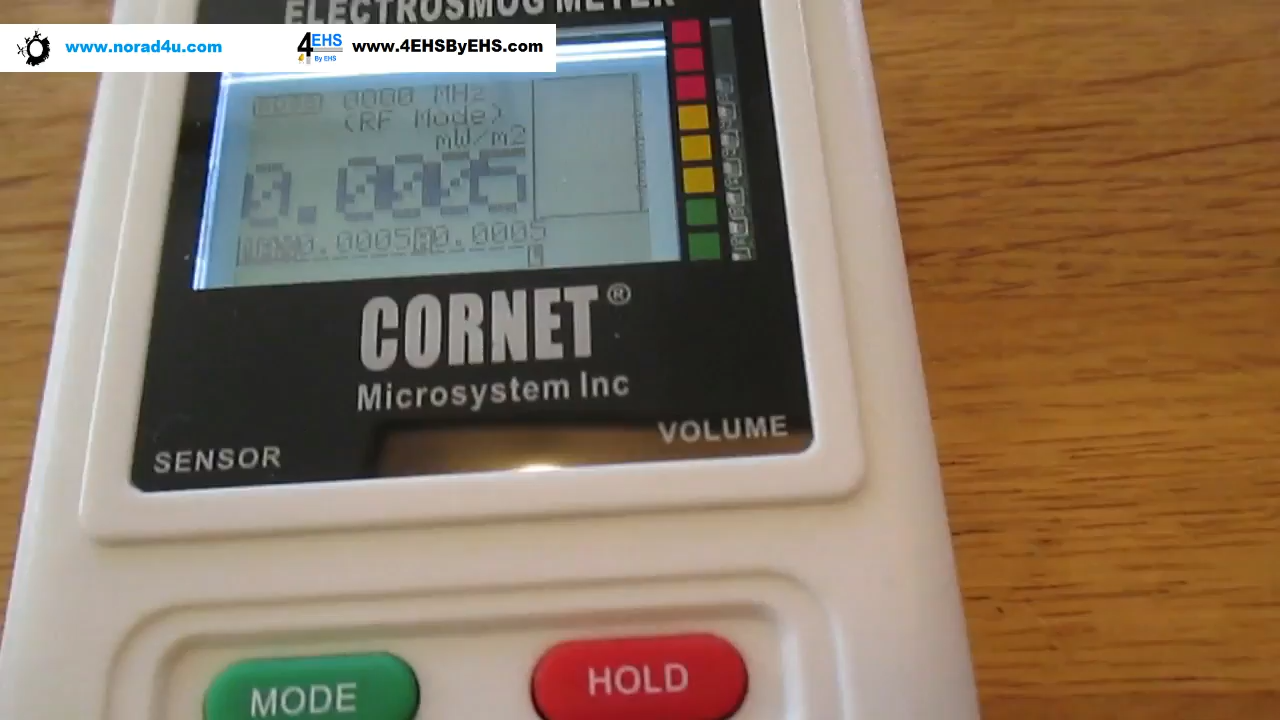 ELECTROSMOG METER
www.norad4u.com
4EHS
By EHS
www.4EHSByEHS.com
0000 MHz
(RF Mode)
mW/m2
0.0005
0.0005 0.0005
CORNET®
Microsystem Inc
SENSOR
VOLUME
MODE
HOLD